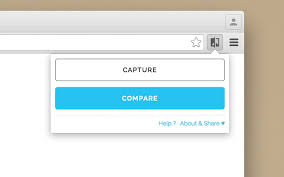 CAPTURE
COMPARE
Help ? About & Share ▾